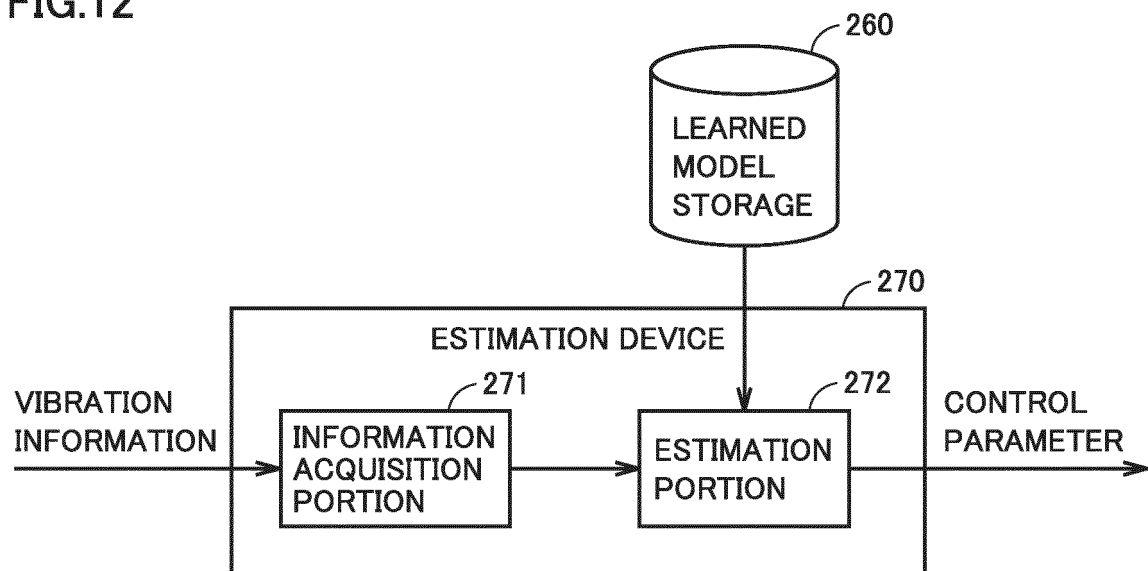 FIG.12
260
LEARNED
MODEL
STORAGE
270
ESTIMATION DEVICE
271
272
VIBRATION
INFORMATION
INFORMATION
ACQUISITION
PORTION
ESTIMATION
PORTION
CONTROL
PARAMETER